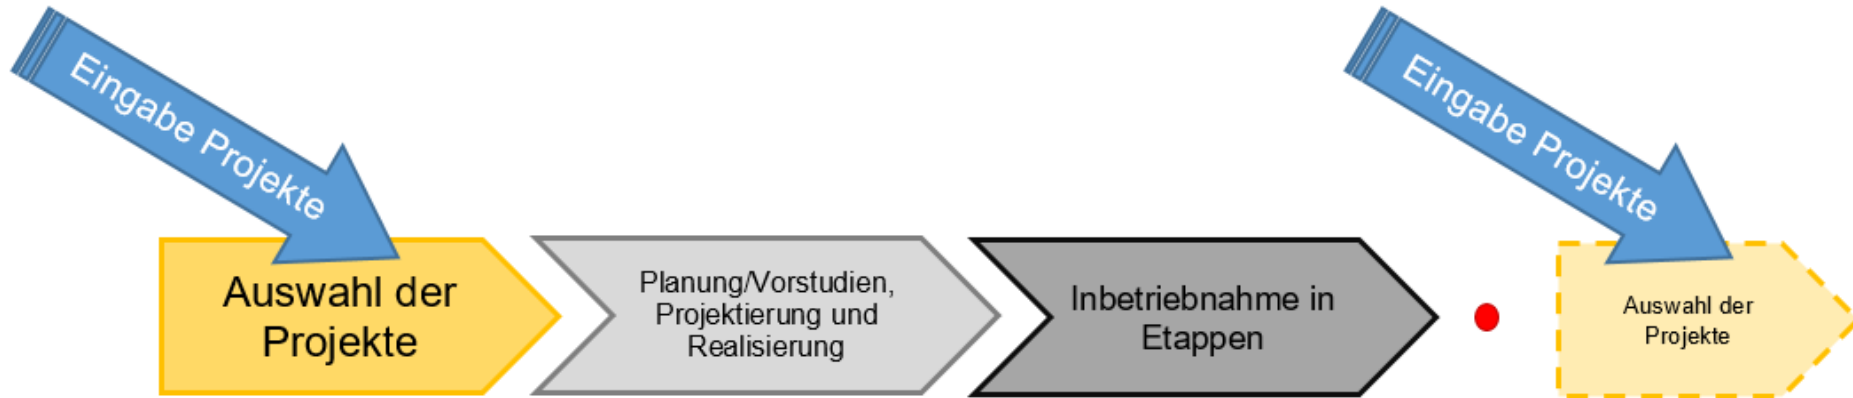 Eingabe Projekte
Eingabe Projekte
Auswahl der
Projekte
Planung/Vorstudien,
Projektierung und
Realisierung
Inbetriebnahme in
Etappen
Auswahl der
Projekte